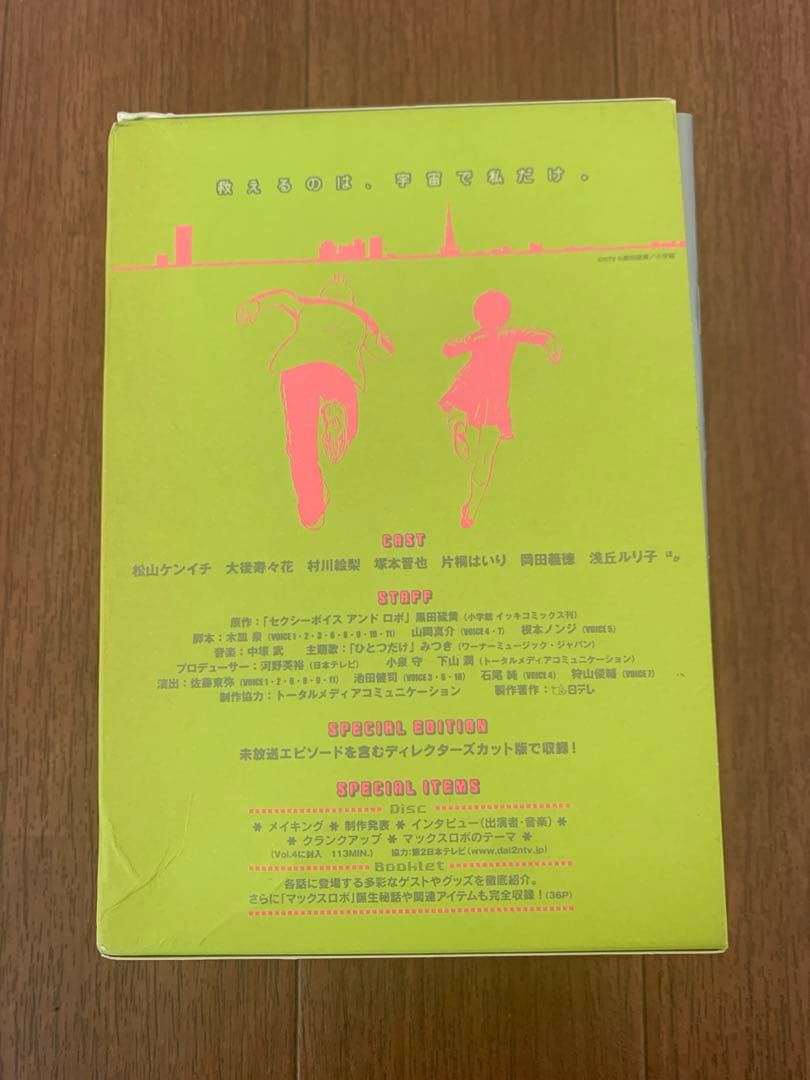 救えるのは、宇宙で私だけ。
©NTV ©黒田硫黄／小学館
CAST
松山ケンイチ 大後寿々花 村川絵梨 塚本晋也 片桐はいり 岡田義徳 浅丘ルリ子 ほか
STAFF
原作：「セクシーボイス アンド ロボ」黒田硫黄(小学館 イッキコミックス刊)
脚本：木皿 泉(VOICE 1・2・3・6・8・9・10・11) 山岡真介(VOICE 4・7) 根本ノンジ(VOICE 5)
音楽：中塚 武 主題歌：「ひとつだけ」みつき(ワーナーミュージック・ジャパン)
プロデューサー：河野英裕(日本テレビ) 小泉 守 下山 潤(トータルメディアコミュニケーション)
演出：佐藤東弥(VOICE 1・2・6・8・9・11) 池田健司(VOICE 3・5・10) 石尾 純(VOICE 4) 狩山俊輔(VOICE 7)
制作協力：トータルメディアコミュニケーション 製作著作：日テレ
SPECIAL EDITION
未放送エピソードを含むディレクターズカット版で収録！
SPECIAL ITEMS
Disc
＊ メイキング ＊ 制作発表 ＊ インタビュー(出演者・音楽) ＊
＊ クランクアップ ＊ マックスロボのテーマ ＊
(Vol.4に封入 113MIN.) 協力：第2日本テレビ(www.dai2ntv.jp)
Booklet
各話に登場する多彩なゲストやグッズを徹底紹介。
さらに「マックスロボ」誕生秘話や関連アイテムも完全収録！(36P)